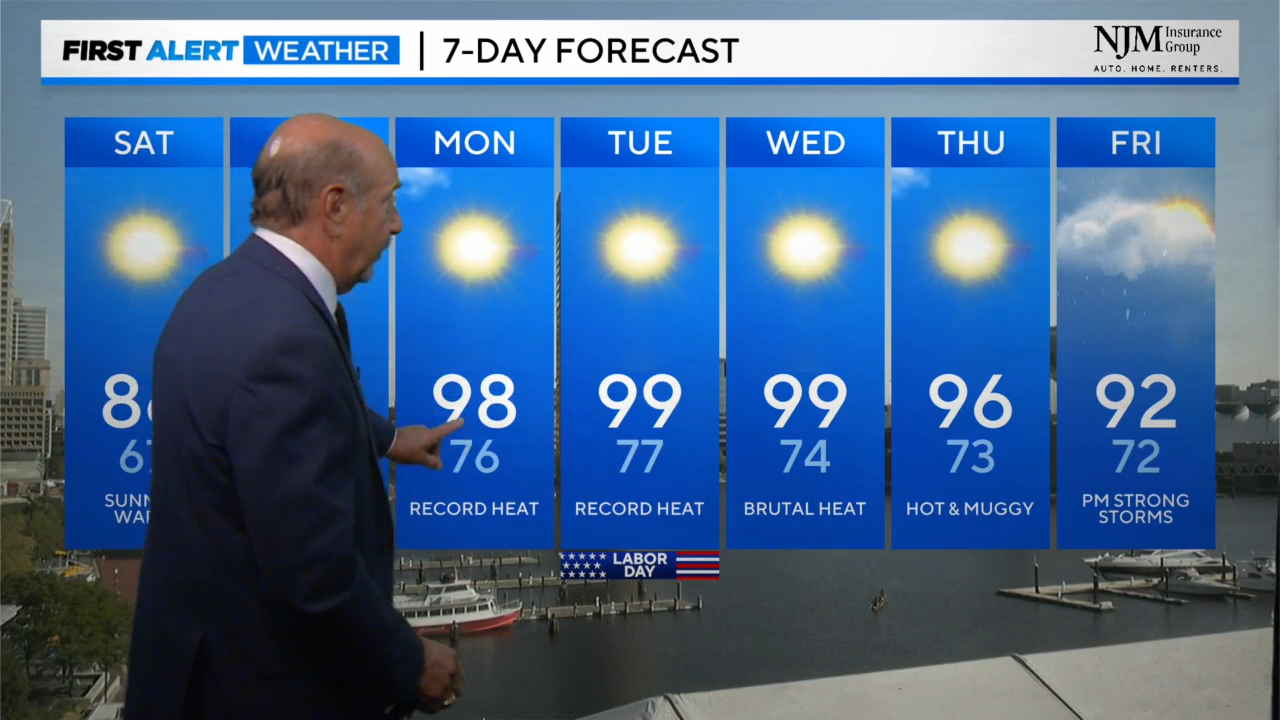 FIRST ALERT WEATHER | 7-DAY FORECAST
NJM Insurance Group
AUTO. HOME. RENTERS.
SAT
MON
98
76
RECORD HEAT
TUE
99
77
RECORD HEAT
LABOR
DAY
WED
99
74
BRUTAL HEAT
THU
96
73
HOT & MUGGY
FRI
92
72
PM STRONG
STORMS